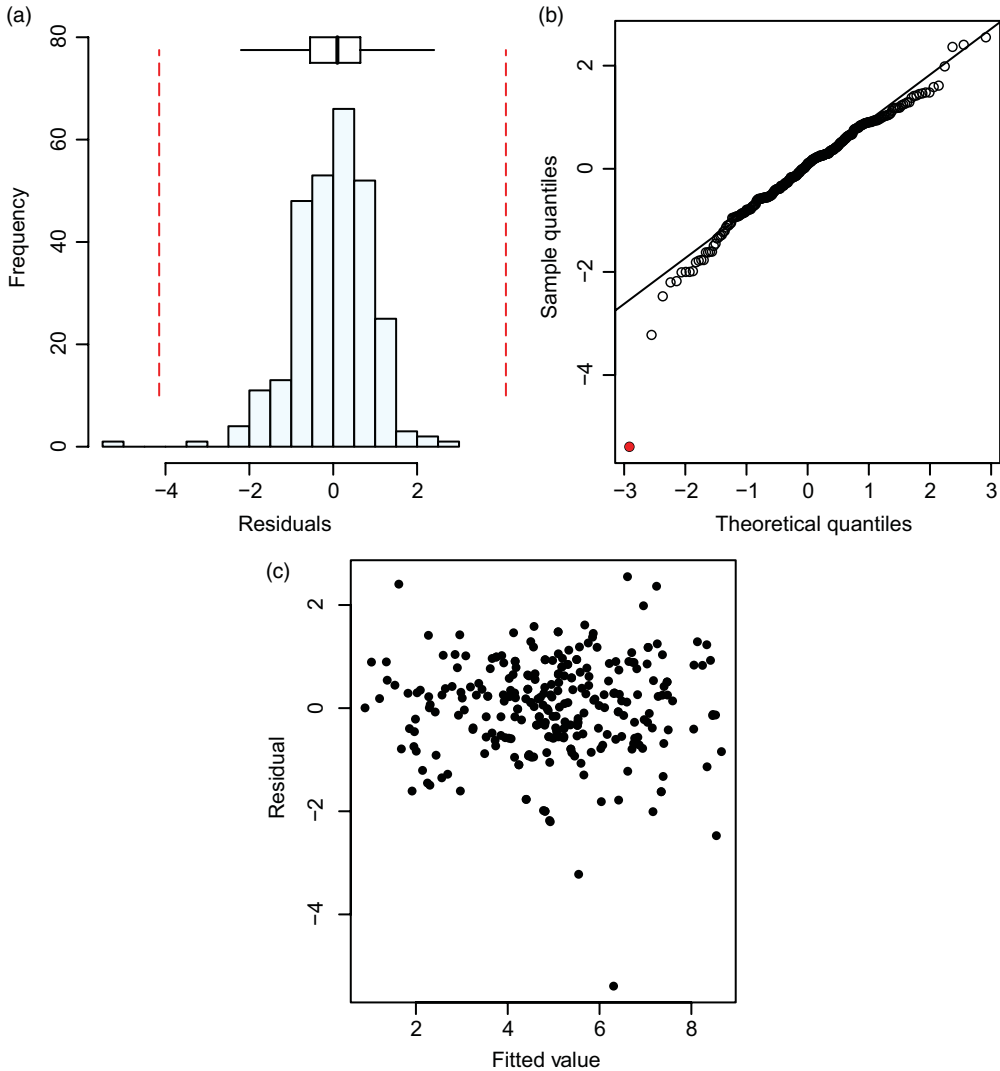 (a)
80
60
40
20
0
Frequency
−4 −2 0 2
Residuals
(b)
2
0
−2
−4
Sample quantiles
−3 −2 −1 0 1 2 3
Theoretical quantiles
(c)
2
0
−2
−4
Residual
2 4 6 8
Fitted value